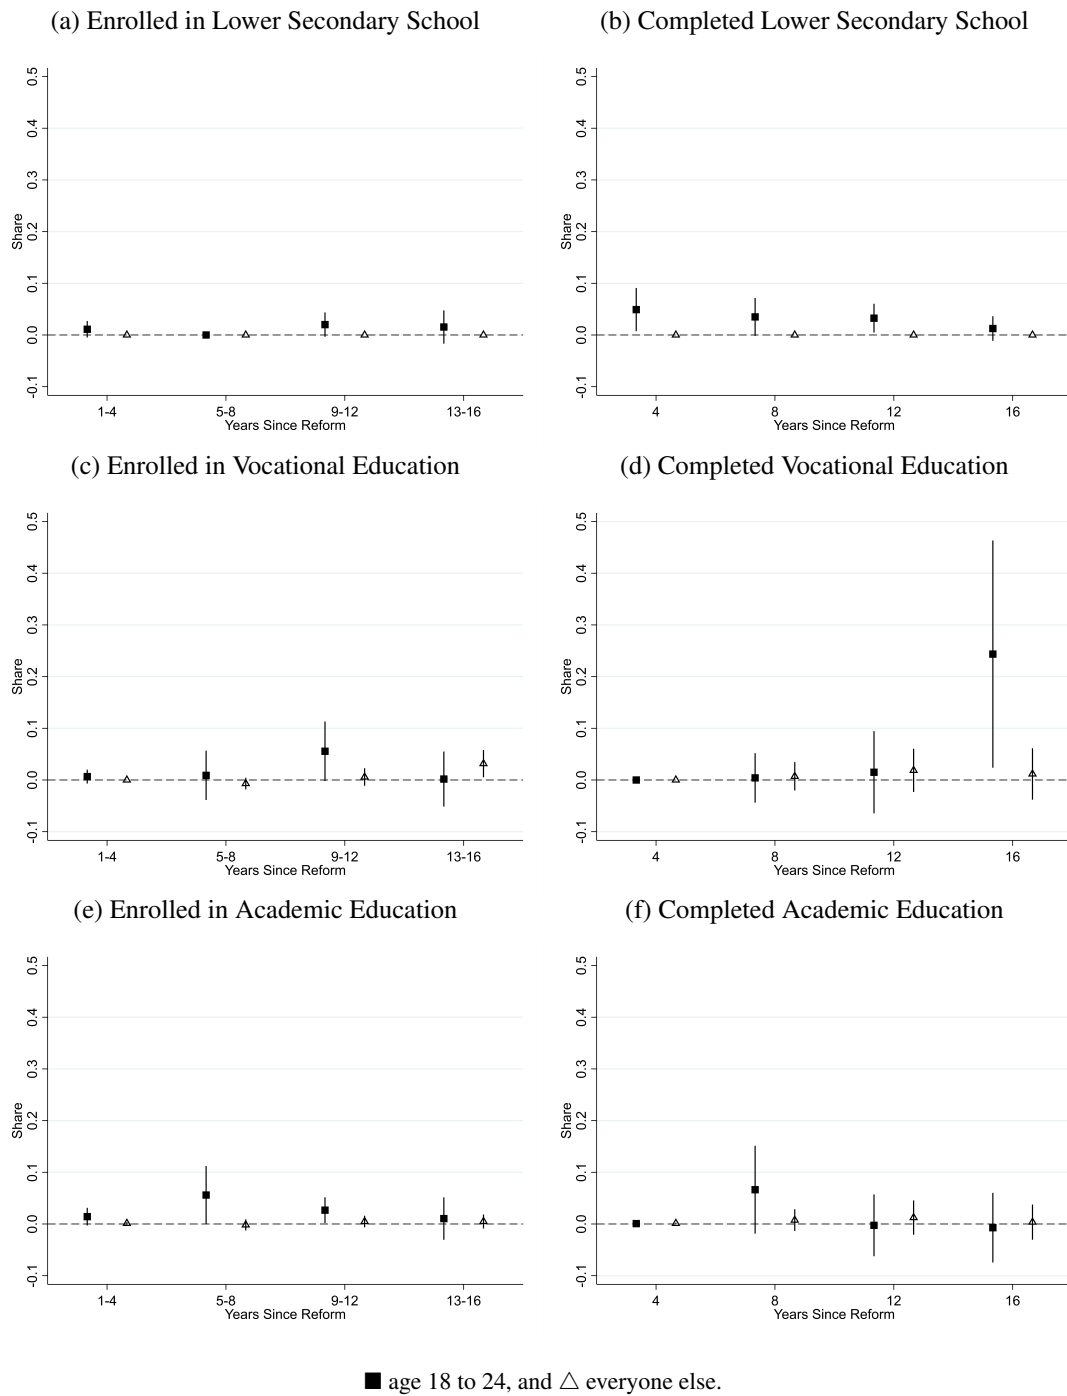 (a) Enrolled in Lower Secondary School
(b) Completed Lower Secondary School
Share
-0.1 0.0 0.1 0.2 0.3 0.4 0.5
1-4 5-8 9-12 13-16
Years Since Reform
Share
-0.1 0.0 0.1 0.2 0.3 0.4 0.5
4 8 12 16
Years Since Reform
(c) Enrolled in Vocational Education
(d) Completed Vocational Education
Share
-0.1 0.0 0.1 0.2 0.3 0.4 0.5
1-4 5-8 9-12 13-16
Years Since Reform
Share
-0.1 0.0 0.1 0.2 0.3 0.4 0.5
4 8 12 16
Years Since Reform
(e) Enrolled in Academic Education
(f) Completed Academic Education
Share
-0.1 0.0 0.1 0.2 0.3 0.4 0.5
1-4 5-8 9-12 13-16
Years Since Reform
Share
-0.1 0.0 0.1 0.2 0.3 0.4 0.5
4 8 12 16
Years Since Reform
■ age 18 to 24, and △ everyone else.